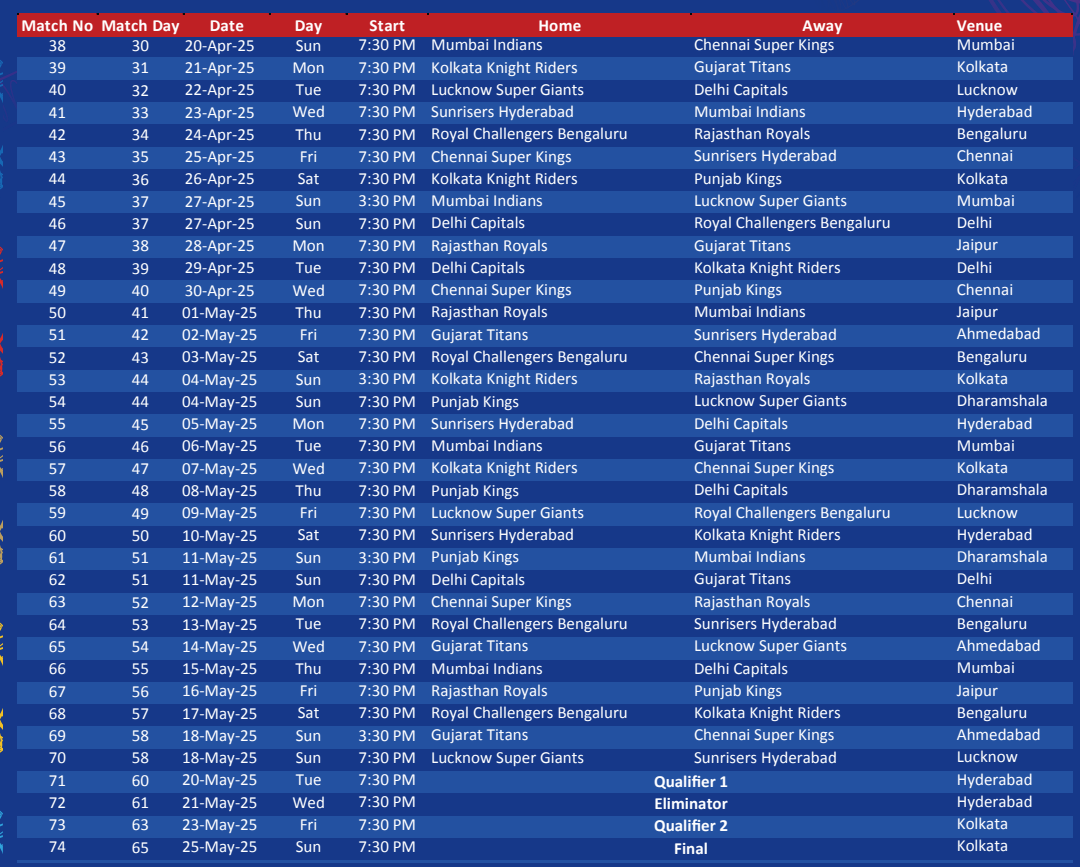 Match No Match Day Date Day Start Home Away Venue
38 30 20-Apr-25 Sun 7:30 PM Mumbai Indians Chennai Super Kings Mumbai
39 31 21-Apr-25 Mon 7:30 PM Kolkata Knight Riders Gujarat Titans Kolkata
40 32 22-Apr-25 Tue 7:30 PM Lucknow Super Giants Delhi Capitals Lucknow
41 33 23-Apr-25 Wed 7:30 PM Sunrisers Hyderabad Mumbai Indians Hyderabad
42 34 24-Apr-25 Thu 7:30 PM Royal Challengers Bengaluru Rajasthan Royals Bengaluru
43 35 25-Apr-25 Fri 7:30 PM Chennai Super Kings Sunrisers Hyderabad Chennai
44 36 26-Apr-25 Sat 7:30 PM Kolkata Knight Riders Punjab Kings Kolkata
45 37 27-Apr-25 Sun 3:30 PM Mumbai Indians Lucknow Super Giants Mumbai
46 37 27-Apr-25 Sun 7:30 PM Delhi Capitals Royal Challengers Bengaluru Delhi
47 38 28-Apr-25 Mon 7:30 PM Rajasthan Royals Gujarat Titans Jaipur
48 39 29-Apr-25 Tue 7:30 PM Delhi Capitals Kolkata Knight Riders Delhi
49 40 30-Apr-25 Wed 7:30 PM Chennai Super Kings Punjab Kings Chennai
50 41 01-May-25 Thu 7:30 PM Rajasthan Royals Mumbai Indians Jaipur
51 42 02-May-25 Fri 7:30 PM Gujarat Titans Sunrisers Hyderabad Ahmedabad
52 43 03-May-25 Sat 7:30 PM Royal Challengers Bengaluru Chennai Super Kings Bengaluru
53 44 04-May-25 Sun 3:30 PM Kolkata Knight Riders Rajasthan Royals Kolkata
54 44 04-May-25 Sun 7:30 PM Punjab Kings Lucknow Super Giants Dharamshala
55 45 05-May-25 Mon 7:30 PM Sunrisers Hyderabad Delhi Capitals Hyderabad
56 46 06-May-25 Tue 7:30 PM Mumbai Indians Gujarat Titans Mumbai
57 47 07-May-25 Wed 7:30 PM Kolkata Knight Riders Chennai Super Kings Kolkata
58 48 08-May-25 Thu 7:30 PM Punjab Kings Delhi Capitals Dharamshala
59 49 09-May-25 Fri 7:30 PM Lucknow Super Giants Royal Challengers Bengaluru Lucknow
60 50 10-May-25 Sat 7:30 PM Sunrisers Hyderabad Kolkata Knight Riders Hyderabad
61 51 11-May-25 Sun 3:30 PM Punjab Kings Mumbai Indians Dharamshala
62 51 11-May-25 Sun 7:30 PM Delhi Capitals Gujarat Titans Delhi
63 52 12-May-25 Mon 7:30 PM Chennai Super Kings Rajasthan Royals Chennai
64 53 13-May-25 Tue 7:30 PM Royal Challengers Bengaluru Sunrisers Hyderabad Bengaluru
65 54 14-May-25 Wed 7:30 PM Gujarat Titans Lucknow Super Giants Ahmedabad
66 55 15-May-25 Thu 7:30 PM Mumbai Indians Delhi Capitals Mumbai
67 56 16-May-25 Fri 7:30 PM Rajasthan Royals Punjab Kings Jaipur
68 57 17-May-25 Sat 7:30 PM Royal Challengers Bengaluru Kolkata Knight Riders Bengaluru
69 58 18-May-25 Sun 3:30 PM Gujarat Titans Chennai Super Kings Ahmedabad
70 58 18-May-25 Sun 7:30 PM Lucknow Super Giants Sunrisers Hyderabad Lucknow
71 60 20-May-25 Tue 7:30 PM Qualifier 1 Hyderabad
72 61 21-May-25 Wed 7:30 PM Eliminator Hyderabad
73 63 23-May-25 Fri 7:30 PM Qualifier 2 Kolkata
74 65 25-May-25 Sun 7:30 PM Final Kolkata